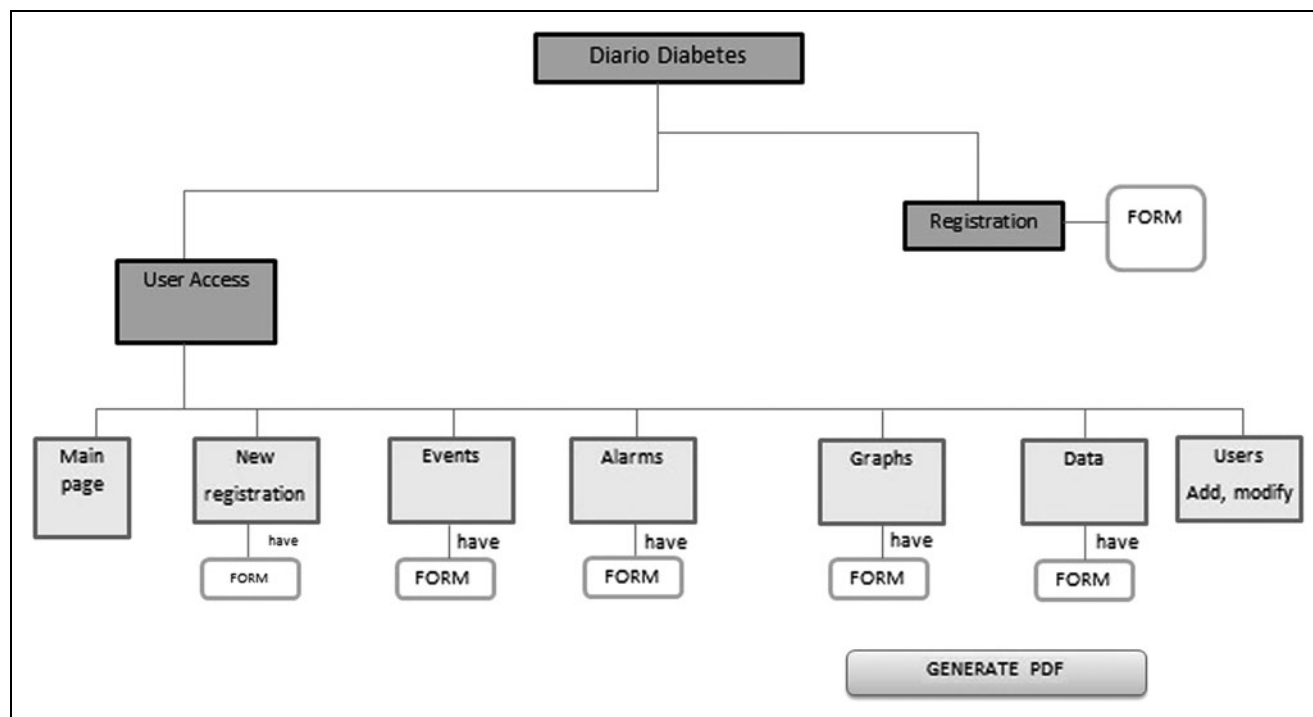 Diario Diabetes
Registration
FORM
User Access
Main
page
New
registration
Events
Alarms
Graphs
Data
Users
Add, modify
have
have
have
have
have
FORM
FORM
FORM
FORM
FORM
GENERATE PDF